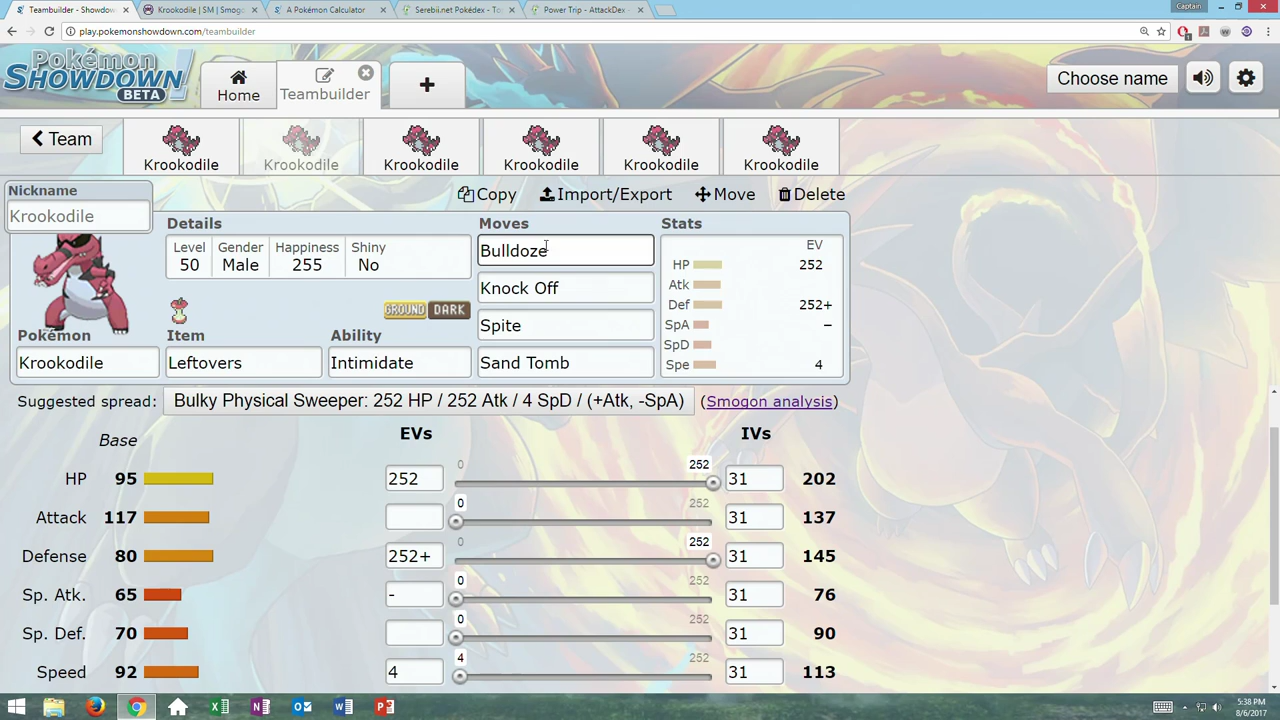 Teambuilder - Showdow
Krookodile | SM | Smogo
A Pokémon Calculator
Serebii.net Pokédex - To
Power Trip - AttackDex -
Captain
play.pokemonshowdown.com/teambuilder
Pokémon
SHOWDOWN!
BETA
Home
Teambuilder
+
Choose name
Team
Krookodile
Krookodile
Krookodile
Krookodile
Krookodile
Krookodile
Nickname
Krookodile
Copy
Import/Export
Move
Delete
Details
Moves
Stats
Level
50
Gender
Male
Happiness
255
Shiny
No
Bulldoze
Knock Off
Spite
Sand Tomb
EV
HP 252
Atk
Def 252+
SpA –
SpD
Spe 4
GROUND DARK
Pokémon
Krookodile
Item
Leftovers
Ability
Intimidate
Suggested spread: Bulky Physical Sweeper: 252 HP / 252 Atk / 4 SpD / (+Atk, -SpA) (Smogon analysis)
Base EVs IVs
HP 95 252 0 252 31 202
Attack 117 0 252 31 137
Defense 80 252+ 0 252 31 145
Sp. Atk. 65 - 0 252 31 76
Sp. Def. 70 0 252 31 90
Speed 92 4 4 252 31 113
5:38 PM
8/6/2017